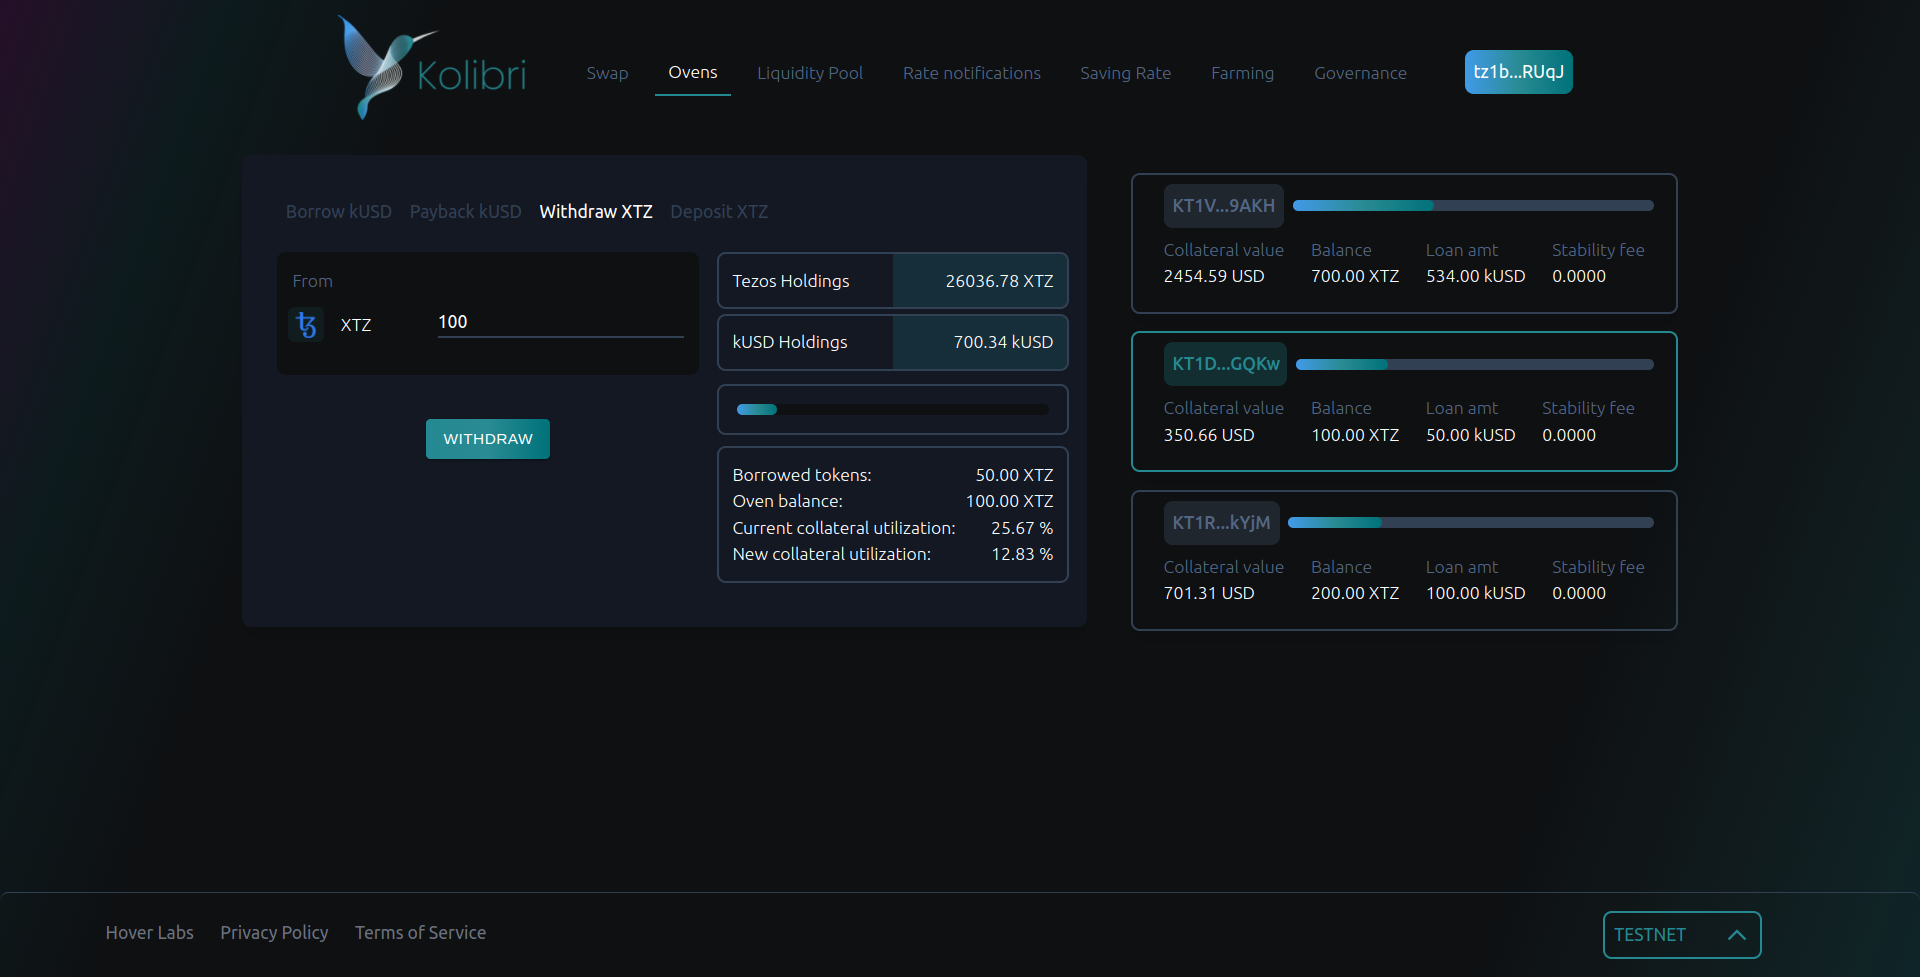 Kolibri
Swap
Ovens
Liquidity Pool
Rate notifications
Saving Rate
Farming
Governance
tz1b...RUqJ
Borrow kUSD
Payback kUSD
Withdraw XTZ
Deposit XTZ
From
XTZ
100
WITHDRAW
Tezos Holdings 26036.78 XTZ
kUSD Holdings 700.34 kUSD
Borrowed tokens: 50.00 XTZ
Oven balance: 100.00 XTZ
Current collateral utilization: 25.67 %
New collateral utilization: 12.83 %
KT1V...9AKH
Collateral value Balance Loan amt Stability fee
2454.59 USD 700.00 XTZ 534.00 kUSD 0.0000
KT1D...GQKw
Collateral value Balance Loan amt Stability fee
350.66 USD 100.00 XTZ 50.00 kUSD 0.0000
KT1R...kYjM
Collateral value Balance Loan amt Stability fee
701.31 USD 200.00 XTZ 100.00 kUSD 0.0000
Hover Labs
Privacy Policy
Terms of Service
TESTNET